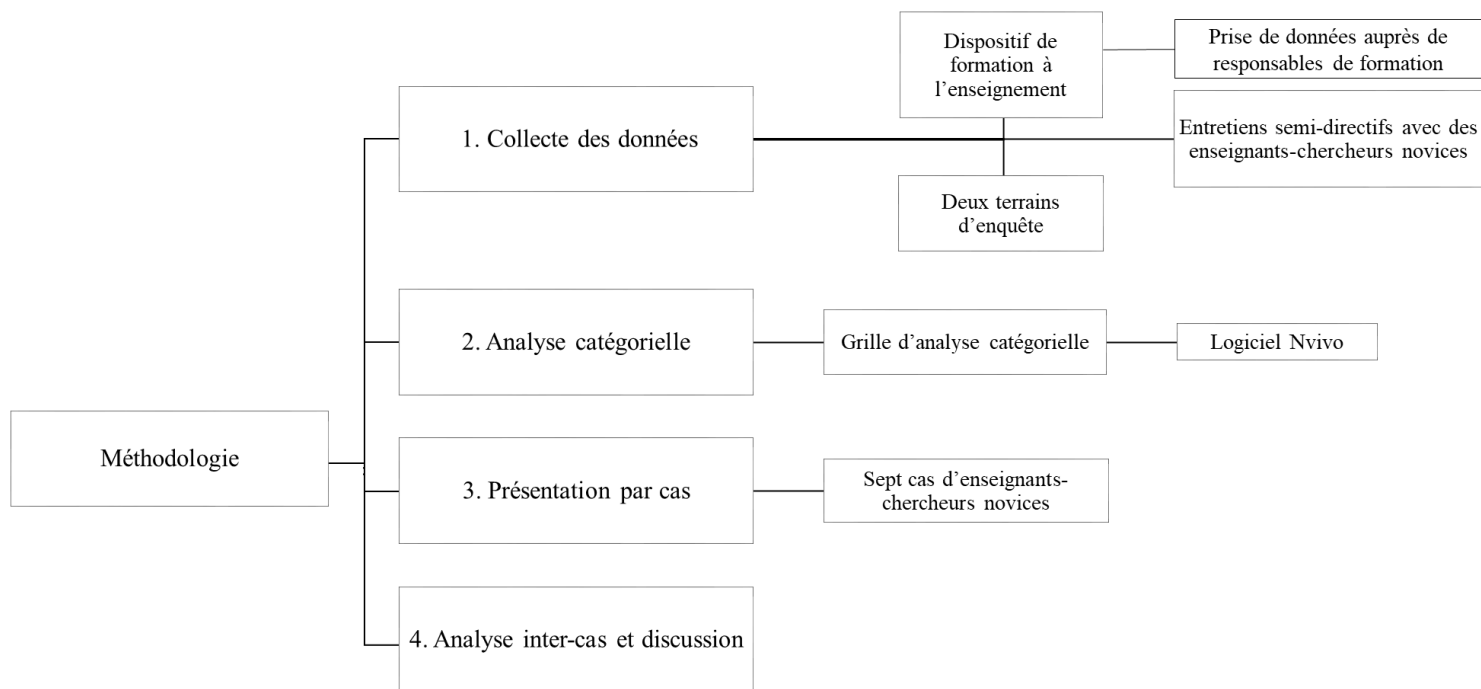 Méthodologie
1. Collecte des données
Dispositif de
formation à
l’enseignement
Prise de données auprès de
responsables de formation
Entretiens semi-directifs avec des
enseignants-chercheurs novices
Deux terrains
d’enquête
2. Analyse catégorielle
Grille d’analyse catégorielle
Logiciel Nvivo
3. Présentation par cas
Sept cas d’enseignants-
chercheurs novices
4. Analyse inter-cas et discussion